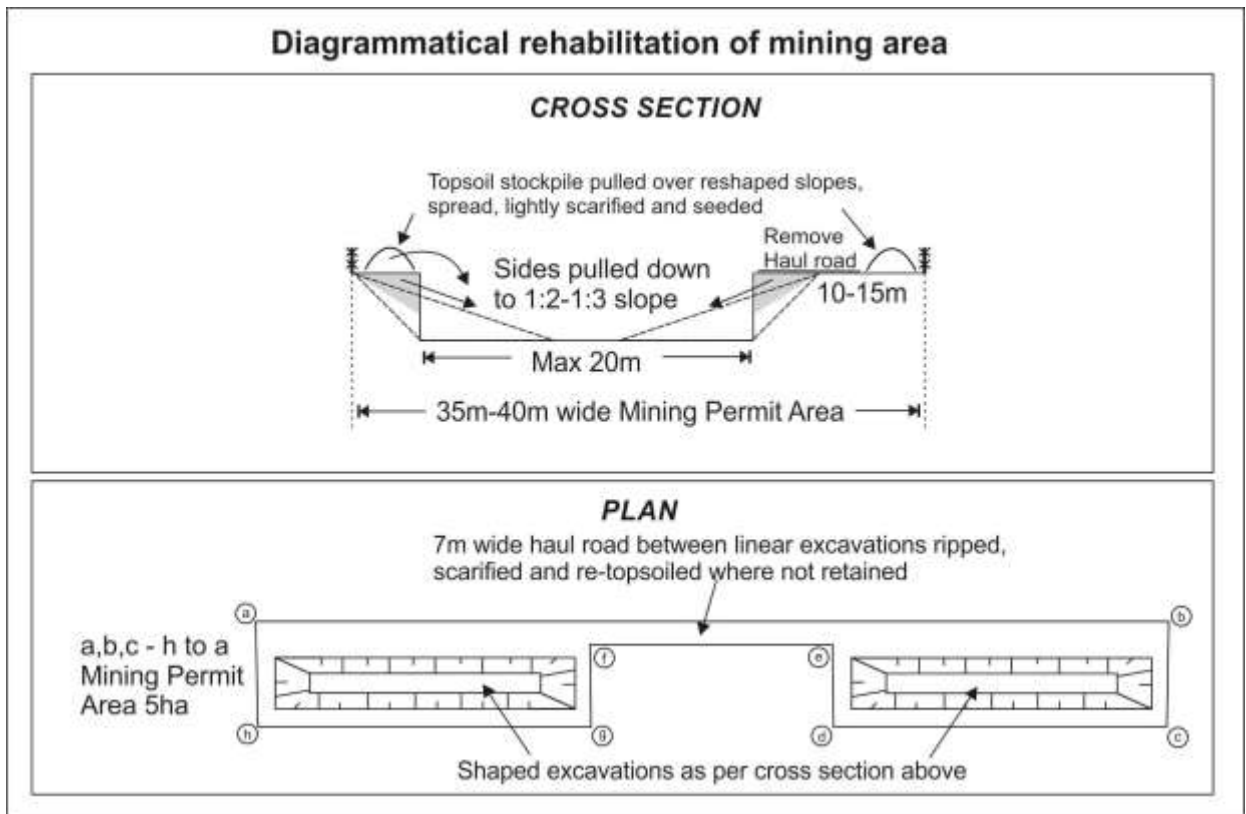 Diagrammatical rehabilitation of mining area
CROSS SECTION
Topsoil stockpile pulled over reshaped slopes,
spread, lightly scarified and seeded
Remove
Haul road
Sides pulled down
to 1:2-1:3 slope
10-15m
Max 20m
35m-40m wide Mining Permit Area
PLAN
7m wide haul road between linear excavations ripped,
scarified and re-topsoiled where not retained
a
b
a,b,c - h to a
Mining Permit
Area 5ha
f
e
h
g
d
c
Shaped excavations as per cross section above